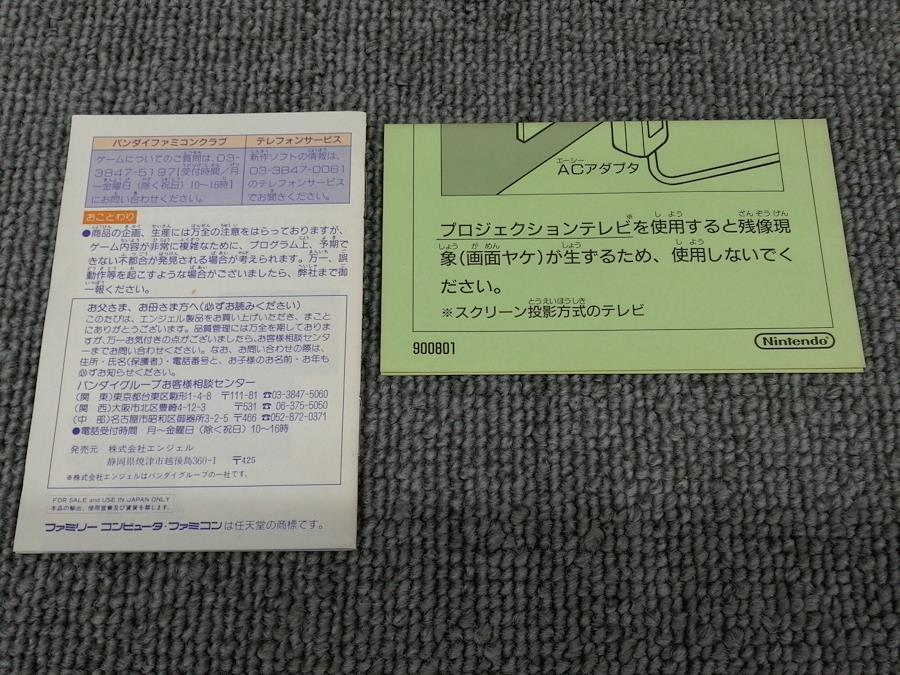 バンダイファミコンクラブ
ゲームについてのご質問は、03-
3847-5197[受付時間/月
～金曜日(除く祝日)10～16時]
にお問い合わせください。
テレフォンサービス
新作ソフトの情報は、
03-3847-0061
のテレフォンサービス
でお聞きください。
おことわり
●商品の企画、生産には万全の注意をはらっておりますが、
ゲーム内容が非常に複雑なために、プログラム上、予期で
きない不都合が発見される場合が考えられます。万一、誤
動作等を起こすような場合がございましたら、弊社まで御
一報ください。
お父さま、お母さま方へ(必ずお読みください)
このたびは、エンジェル製品をお買い上げいただき、まこと
にありがとうございます。品質管理には万全を期しておりま
すが、万一お気付きの点がございましたら、お客様相談センタ
ーまでお問い合わせください。なお、お問い合わせの際は、
住所・氏名(保護者)・電話番号と、お子様のお名前・お年も
必ずお知らせください。
バンダイグループお客様相談センター
(関 東)東京都台東区駒形1-4-8 〒111-81 ☎03-3847-5060
(関 西)大阪市北区豊崎4-12-3 〒531 ☎06-375-5050
(中 部)名古屋市昭和区御器所3-2-5 〒466 ☎052-872-0371
●電話受付時間 月～金曜日(除く祝日)10～16時
発売元 株式会社エンジェル
静岡県焼津市越後島360-1 〒425
※株式会社エンジェルはバンダイグループの一社です。
FOR SALE and USE IN JAPAN ONLY
本品の輸出、使用営業及び賃貸を禁じます。
ファミリーコンピュータ・ファミコンは任天堂の商標です。
エーシー
ACアダプタ
プロジェクションテレビ※を使用すると残像現
象(画面ヤケ)が生ずるため、使用しないでく
ださい。
※スクリーン投影方式のテレビ
900801
Nintendo